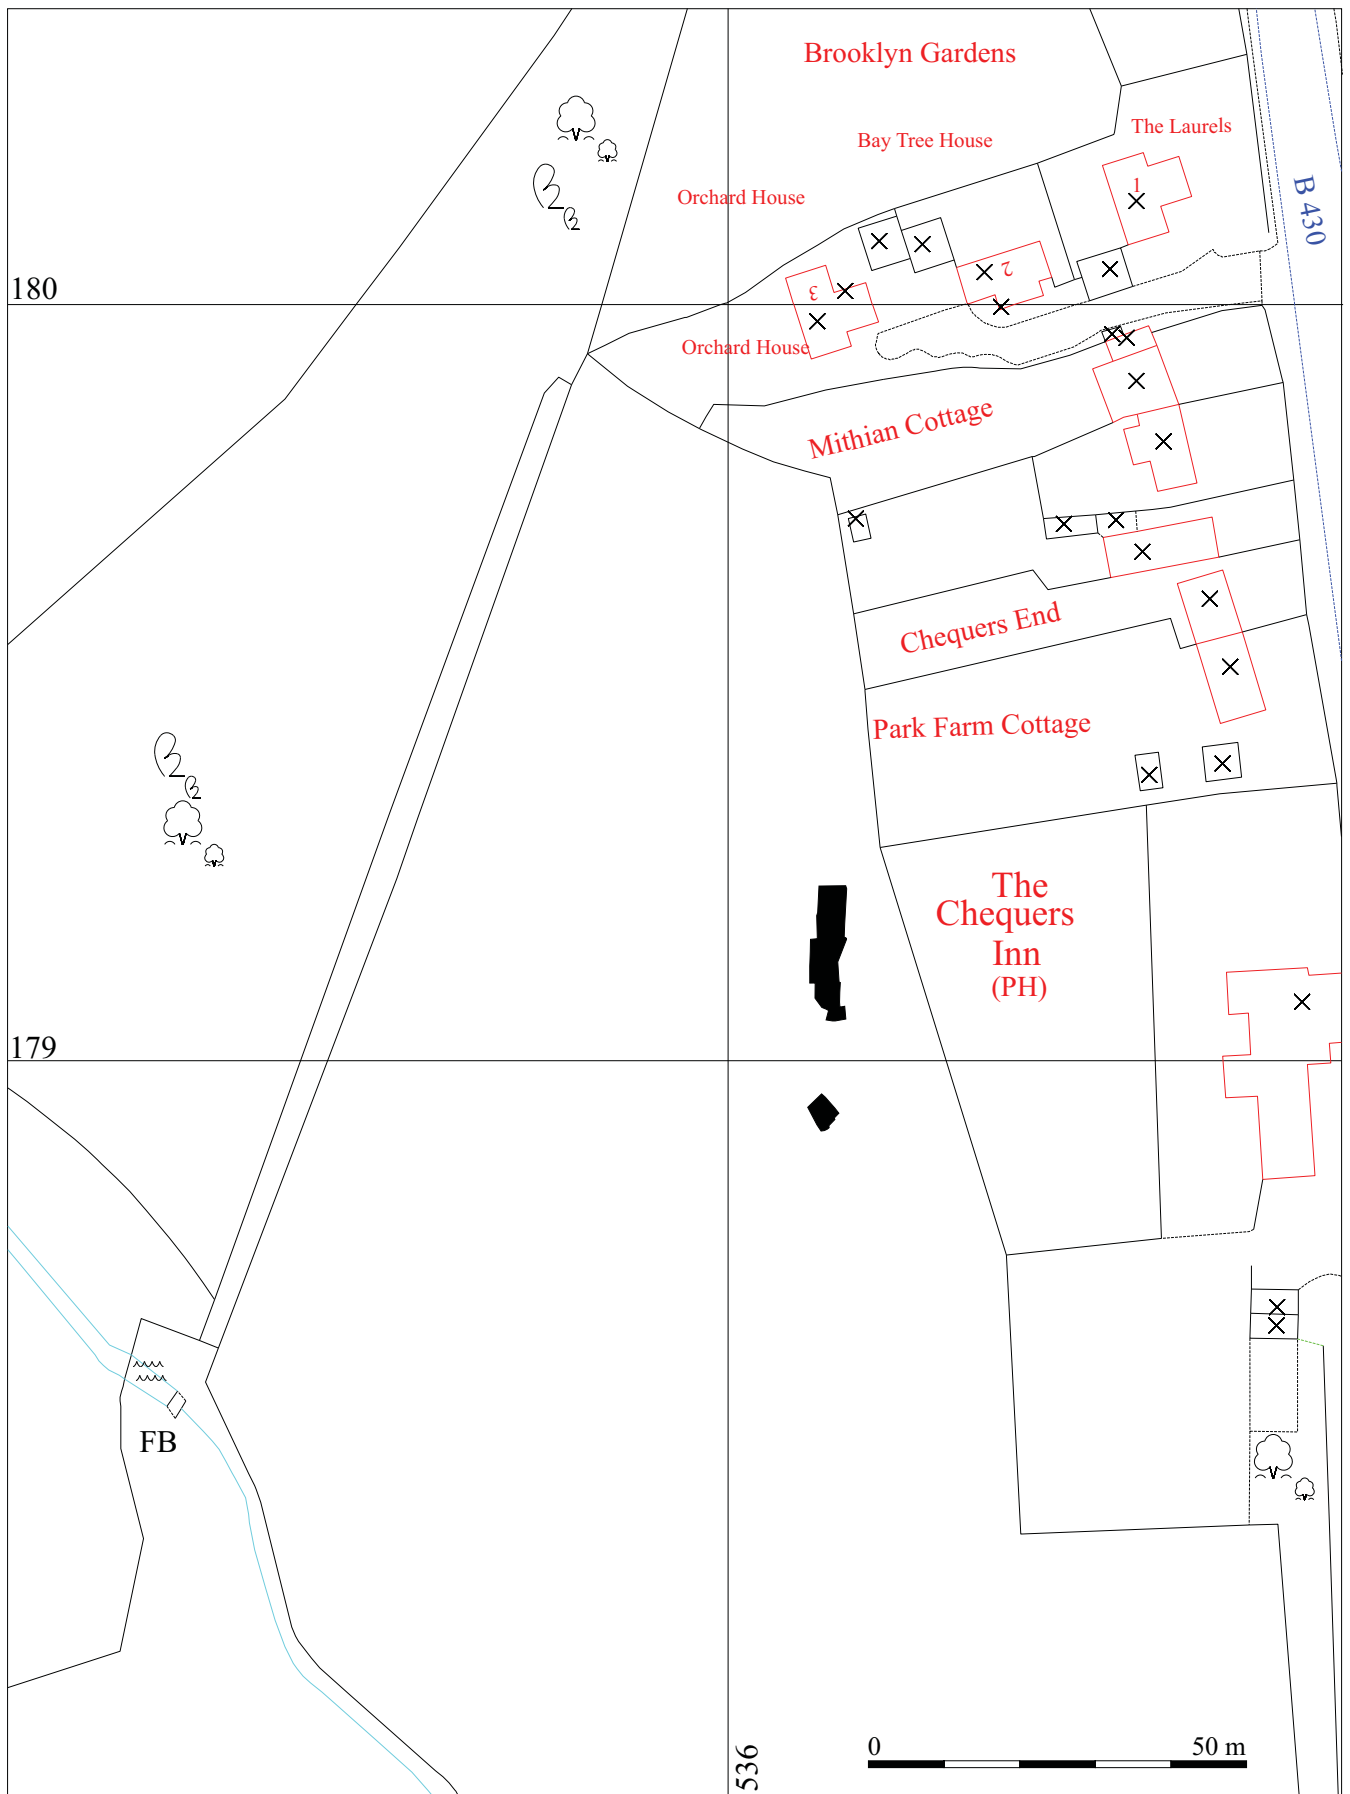 Brooklyn Gardens
The Laurels
Bay Tree House
1
Orchard House
B 430
2
180
3
Orchard House
Mithian Cottage
Chequers End
Park Farm Cottage
The
Chequers
Inn
(PH)
179
FB
536
0 50 m